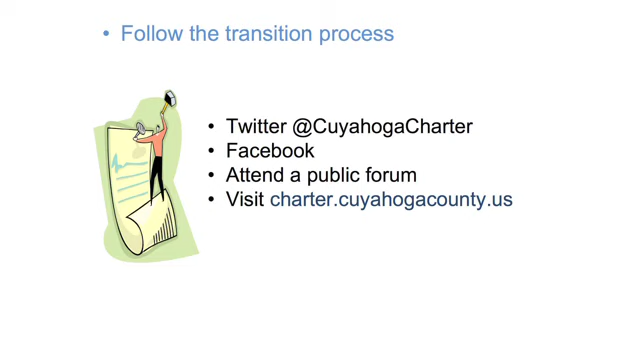 • Follow the transition process
• Twitter @CuyahogaCharter
• Facebook
• Attend a public forum
• Visit charter.cuyahogacounty.us